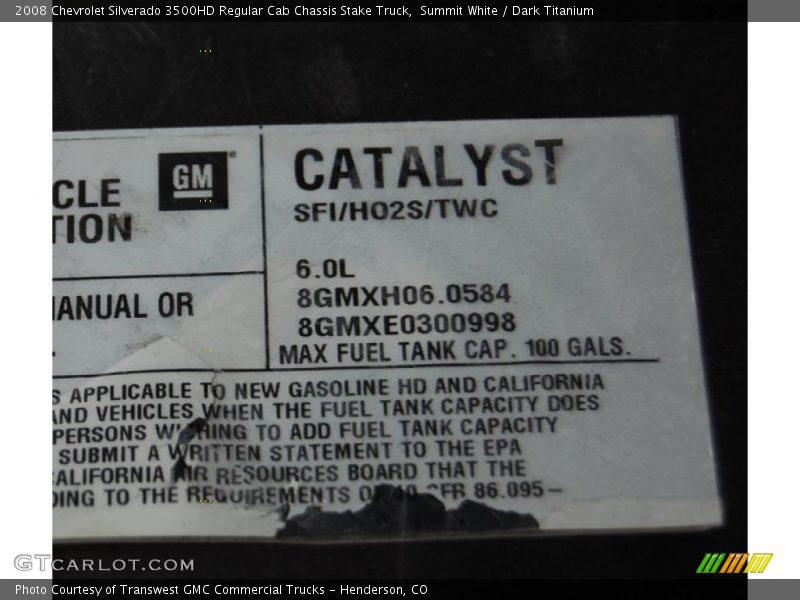 2008 Chevrolet Silverado 3500HD Regular Cab Chassis Stake Truck, Summit White / Dark Titanium
CLE
TION
GM
CATALYST
SFI/HO2S/TWC
6.0L
8GMXH06.0584
8GMXE0300998
MAX FUEL TANK CAP. 100 GALS.
MANUAL OR
S APPLICABLE TO NEW GASOLINE HD AND CALIFORNIA
AND VEHICLES WHEN THE FUEL TANK CAPACITY DOES
PERSONS WISHING TO ADD FUEL TANK CAPACITY
SUBMIT A WRITTEN STATEMENT TO THE EPA
CALIFORNIA AIR RESOURCES BOARD THAT THE
DING TO THE REQUIREMENTS OF 40 CFR 86.095–
GTCARLOT.COM
Photo Courtesy of Transwest GMC Commercial Trucks - Henderson, CO